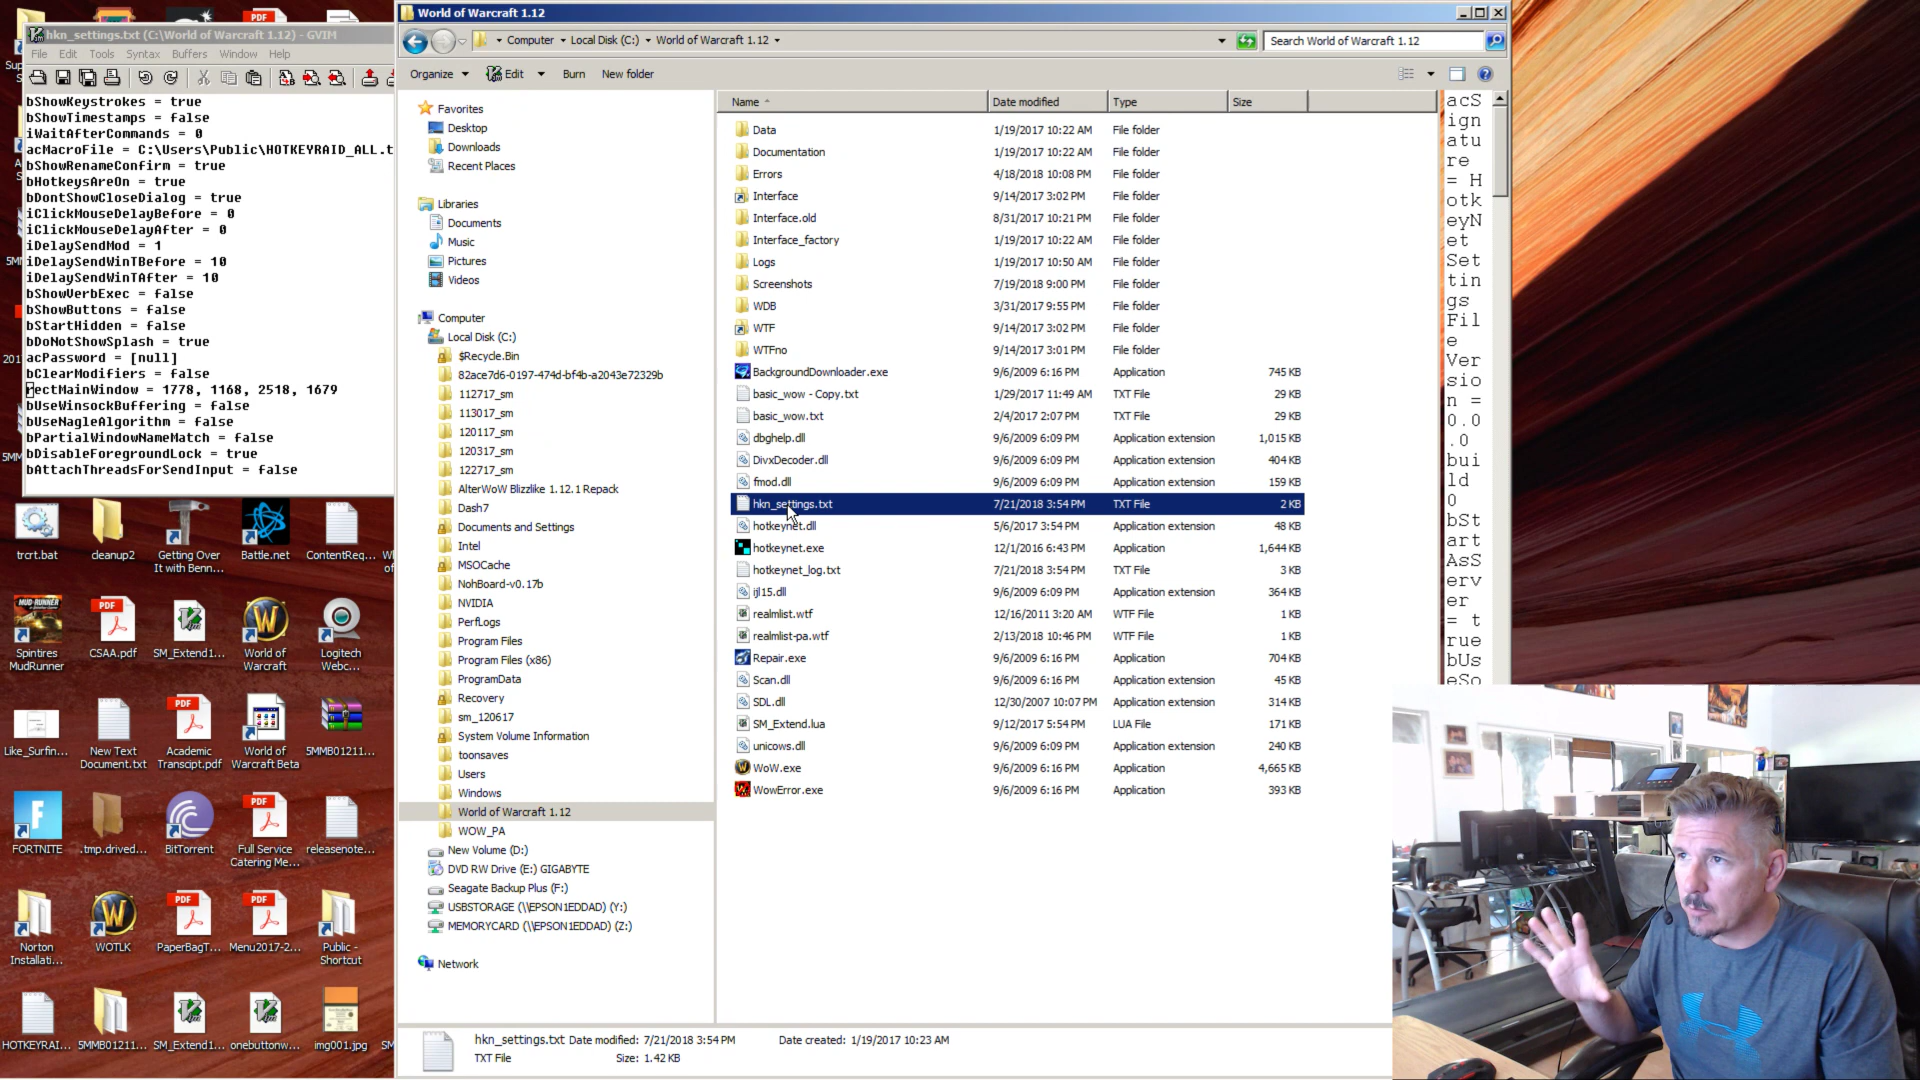 hkn_settings.txt (C:\World of Warcraft 1.12) - GVIM
File Edit Tools Syntax Buffers Window Help
bShowKeystrokes = true
bShowTimestamps = false
iWaitAfterCommands = 0
acMacroFile = C:\Users\Public\HOTKEYRAID_ALL.t
bShowRenameConfirm = true
bHotkeysAreOn = true
bDontShowCloseDialog = true
iClickMouseDelayBefore = 0
iClickMouseDelayAfter = 0
iDelaySendMod = 1
iDelaySendWinTBefore = 10
iDelaySendWinTAfter = 10
bShowVerbExec = false
bShowButtons = false
bStartHidden = false
bDoNotShowSplash = true
acPassword = [null]
bClearModifiers = false
rectMainWindow = 1778, 1168, 2518, 1679
bUseWinsockBuffering = false
bUseNagleAlgorithm = false
bPartialWindowNameMatch = false
bDisableForegroundLock = true
bAttachThreadsForSendInput = false
trcrt.bat
cleanup2
Getting Over It with Benn...
Battle.net
ContentReq...
Spintires MudRunner
CSAA.pdf
SM_Extend1...
World of Warcraft
Logitech Webc...
Like_Surfin...
New Text Document.txt
Academic Transcipt.pdf
World of Warcraft Beta
5MMB01211...
FORTNITE
.tmp.drived...
BitTorrent
Full Service Catering Me...
releasenote...
Norton Installati...
WOTLK
PaperBagT...
Menu2017-2...
Public - Shortcut
HOTKEYRAI...
5MMB01211...
SM_Extend1...
onebuttonw...
img001.jpg
World of Warcraft 1.12
Computer Local Disk (C:) World of Warcraft 1.12
Search World of Warcraft 1.12
Organize Edit Burn New folder
Favorites
Desktop
Downloads
Recent Places
Libraries
Documents
Music
Pictures
Videos
Computer
Local Disk (C:)
$Recycle.Bin
82ace7d6-0197-474d-bf4b-a2043e72329b
112717_sm
113017_sm
120117_sm
120317_sm
122717_sm
AlterWoW Blizzlike 1.12.1 Repack
Dash7
Documents and Settings
Intel
MSOCache
NohBoard-v0.17b
NVIDIA
PerfLogs
Program Files
Program Files (x86)
ProgramData
Recovery
sm_120617
System Volume Information
toonsaves
Users
Windows
World of Warcraft 1.12
WOW_PA
New Volume (D:)
DVD RW Drive (E:) GIGABYTE
Seagate Backup Plus (F:)
USBSTORAGE (\\EPSON1EDDAD) (Y:)
MEMORYCARD (\\EPSON1EDDAD) (Z:)
Network
Name Date modified Type Size
Data 1/19/2017 10:22 AM File folder
Documentation 1/19/2017 10:22 AM File folder
Errors 4/18/2018 10:08 PM File folder
Interface 9/14/2017 3:02 PM File folder
Interface.old 8/31/2017 10:21 PM File folder
Interface_factory 1/19/2017 10:22 AM File folder
Logs 1/19/2017 10:50 AM File folder
Screenshots 7/19/2018 9:00 PM File folder
WDB 3/31/2017 9:55 PM File folder
WTF 9/14/2017 3:02 PM File folder
WTFno 9/14/2017 3:01 PM File folder
BackgroundDownloader.exe 9/6/2009 6:16 PM Application 745 KB
basic_wow - Copy.txt 1/29/2017 11:49 AM TXT File 29 KB
basic_wow.txt 2/4/2017 2:07 PM TXT File 29 KB
dbghelp.dll 9/6/2009 6:09 PM Application extension 1,015 KB
DivxDecoder.dll 9/6/2009 6:09 PM Application extension 404 KB
fmod.dll 9/6/2009 6:09 PM Application extension 159 KB
hkn_settings.txt 7/21/2018 3:54 PM TXT File 2 KB
hotkeynet.dll 5/6/2017 3:54 PM Application extension 48 KB
hotkeynet.exe 12/1/2016 6:43 PM Application 1,644 KB
hotkeynet_log.txt 7/21/2018 3:54 PM TXT File 3 KB
ijl15.dll 9/6/2009 6:09 PM Application extension 364 KB
realmlist.wtf 12/16/2011 3:20 AM WTF File 1 KB
realmlist-pa.wtf 2/13/2018 10:46 PM WTF File 1 KB
Repair.exe 9/6/2009 6:16 PM Application 704 KB
Scan.dll 9/6/2009 6:16 PM Application extension 45 KB
SDL.dll 12/30/2007 10:07 PM Application extension 314 KB
SM_Extend.lua 9/12/2017 5:54 PM LUA File 171 KB
unicows.dll 9/6/2009 6:09 PM Application extension 240 KB
WoW.exe 9/6/2009 6:16 PM Application 4,665 KB
WowError.exe 9/6/2009 6:16 PM Application 393 KB
acS
ign
atu
re
= H
otk
eyN
et
Set
tin
gs
Fil
e
Ver
sio
n =
0.0
.0
bui
ld
0
bSt
art
AsS
erv
er
= t
rue
bUs
eSo
hkn_settings.txt Date modified: 7/21/2018 3:54 PM Date created: 1/19/2017 10:23 AM
TXT File Size: 1.42 KB